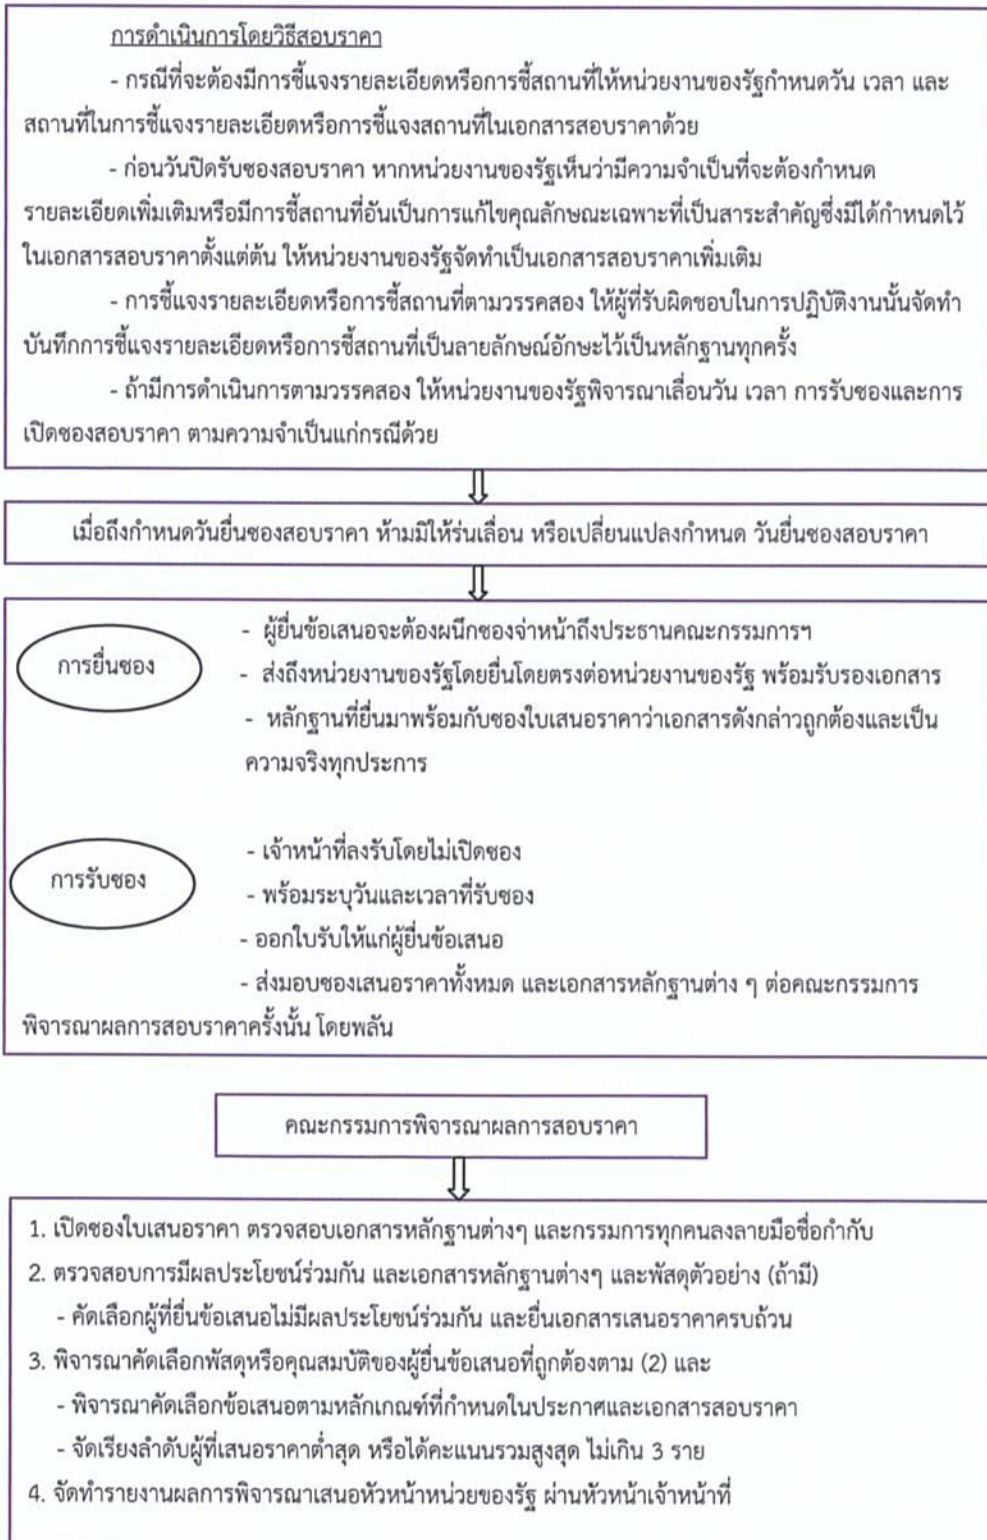 การดำเนินการโดยวิธีสอบราคา
- กรณีที่จะต้องมีการชี้แจงรายละเอียดหรือการชี้สถานที่ให้หน่วยงานของรัฐกำหนดวัน เวลา และ
สถานที่ในการชี้แจงรายละเอียดหรือการชี้แจงสถานที่ในเอกสารสอบราคาด้วย
- ก่อนวันปิดรับซองสอบราคา หากหน่วยงานของรัฐเห็นว่ามีความจำเป็นที่จะต้องกำหนด
รายละเอียดเพิ่มเติมหรือมีการชี้สถานที่อันเป็นการแก้ไขคุณลักษณะเฉพาะที่เป็นสาระสำคัญซึ่งมิได้กำหนดไว้
ในเอกสารสอบราคาตั้งแต่ต้น ให้หน่วยงานของรัฐจัดทำเป็นเอกสารสอบราคาเพิ่มเติม
- การชี้แจงรายละเอียดหรือการชี้สถานที่ตามวรรคสอง ให้ผู้ที่รับผิดชอบในการปฏิบัติงานนั้นจัดทำ
บันทึกการชี้แจงรายละเอียดหรือการชี้สถานที่เป็นลายลักษณ์อักษะไว้เป็นหลักฐานทุกครั้ง
- ถ้ามีการดำเนินการตามวรรคสอง ให้หน่วยงานของรัฐพิจารณาเลื่อนวัน เวลา การรับซองและการ
เปิดซองสอบราคา ตามความจำเป็นแก่กรณีด้วย
เมื่อถึงกำหนดวันยื่นซองสอบราคา ห้ามมิให้ร่นเลื่อน หรือเปลี่ยนแปลงกำหนด วันยื่นซองสอบราคา
การยื่นซอง
- ผู้ยื่นข้อเสนอจะต้องผนึกซองจ่าหน้าถึงประธานคณะกรรมการฯ
- ส่งถึงหน่วยงานของรัฐโดยยื่นโดยตรงต่อหน่วยงานของรัฐ พร้อมรับรองเอกสาร
- หลักฐานที่ยื่นมาพร้อมกับซองใบเสนอราคาว่าเอกสารดังกล่าวถูกต้องและเป็น
ความจริงทุกประการ
การรับซอง
- เจ้าหน้าที่ลงรับโดยไม่เปิดซอง
- พร้อมระบุวันและเวลาที่รับซอง
- ออกใบรับให้แก่ผู้ยื่นข้อเสนอ
- ส่งมอบซองเสนอราคาทั้งหมด และเอกสารหลักฐานต่าง ๆ ต่อคณะกรรมการ
พิจารณาผลการสอบราคาครั้งนั้น โดยพลัน
คณะกรรมการพิจารณาผลการสอบราคา
1. เปิดซองใบเสนอราคา ตรวจสอบเอกสารหลักฐานต่างๆ และกรรมการทุกคนลงลายมือชื่อกำกับ
2. ตรวจสอบการมีผลประโยชน์ร่วมกัน และเอกสารหลักฐานต่างๆ และพัสดุตัวอย่าง (ถ้ามี)
- คัดเลือกผู้ที่ยื่นข้อเสนอไม่มีผลประโยชน์ร่วมกัน และยื่นเอกสารเสนอราคาครบถ้วน
3. พิจารณาคัดเลือกพัสดุหรือคุณสมบัติของผู้ยื่นข้อเสนอที่ถูกต้องตาม (2) และ
- พิจารณาคัดเลือกข้อเสนอตามหลักเกณฑ์ที่กำหนดในประกาศและเอกสารสอบราคา
- จัดเรียงลำดับผู้ที่เสนอราคาต่ำสุด หรือได้คะแนนรวมสูงสุด ไม่เกิน 3 ราย
4. จัดทำรายงานผลการพิจารณาเสนอหัวหน้าหน่วยของรัฐ ผ่านหัวหน้าเจ้าหน้าที่